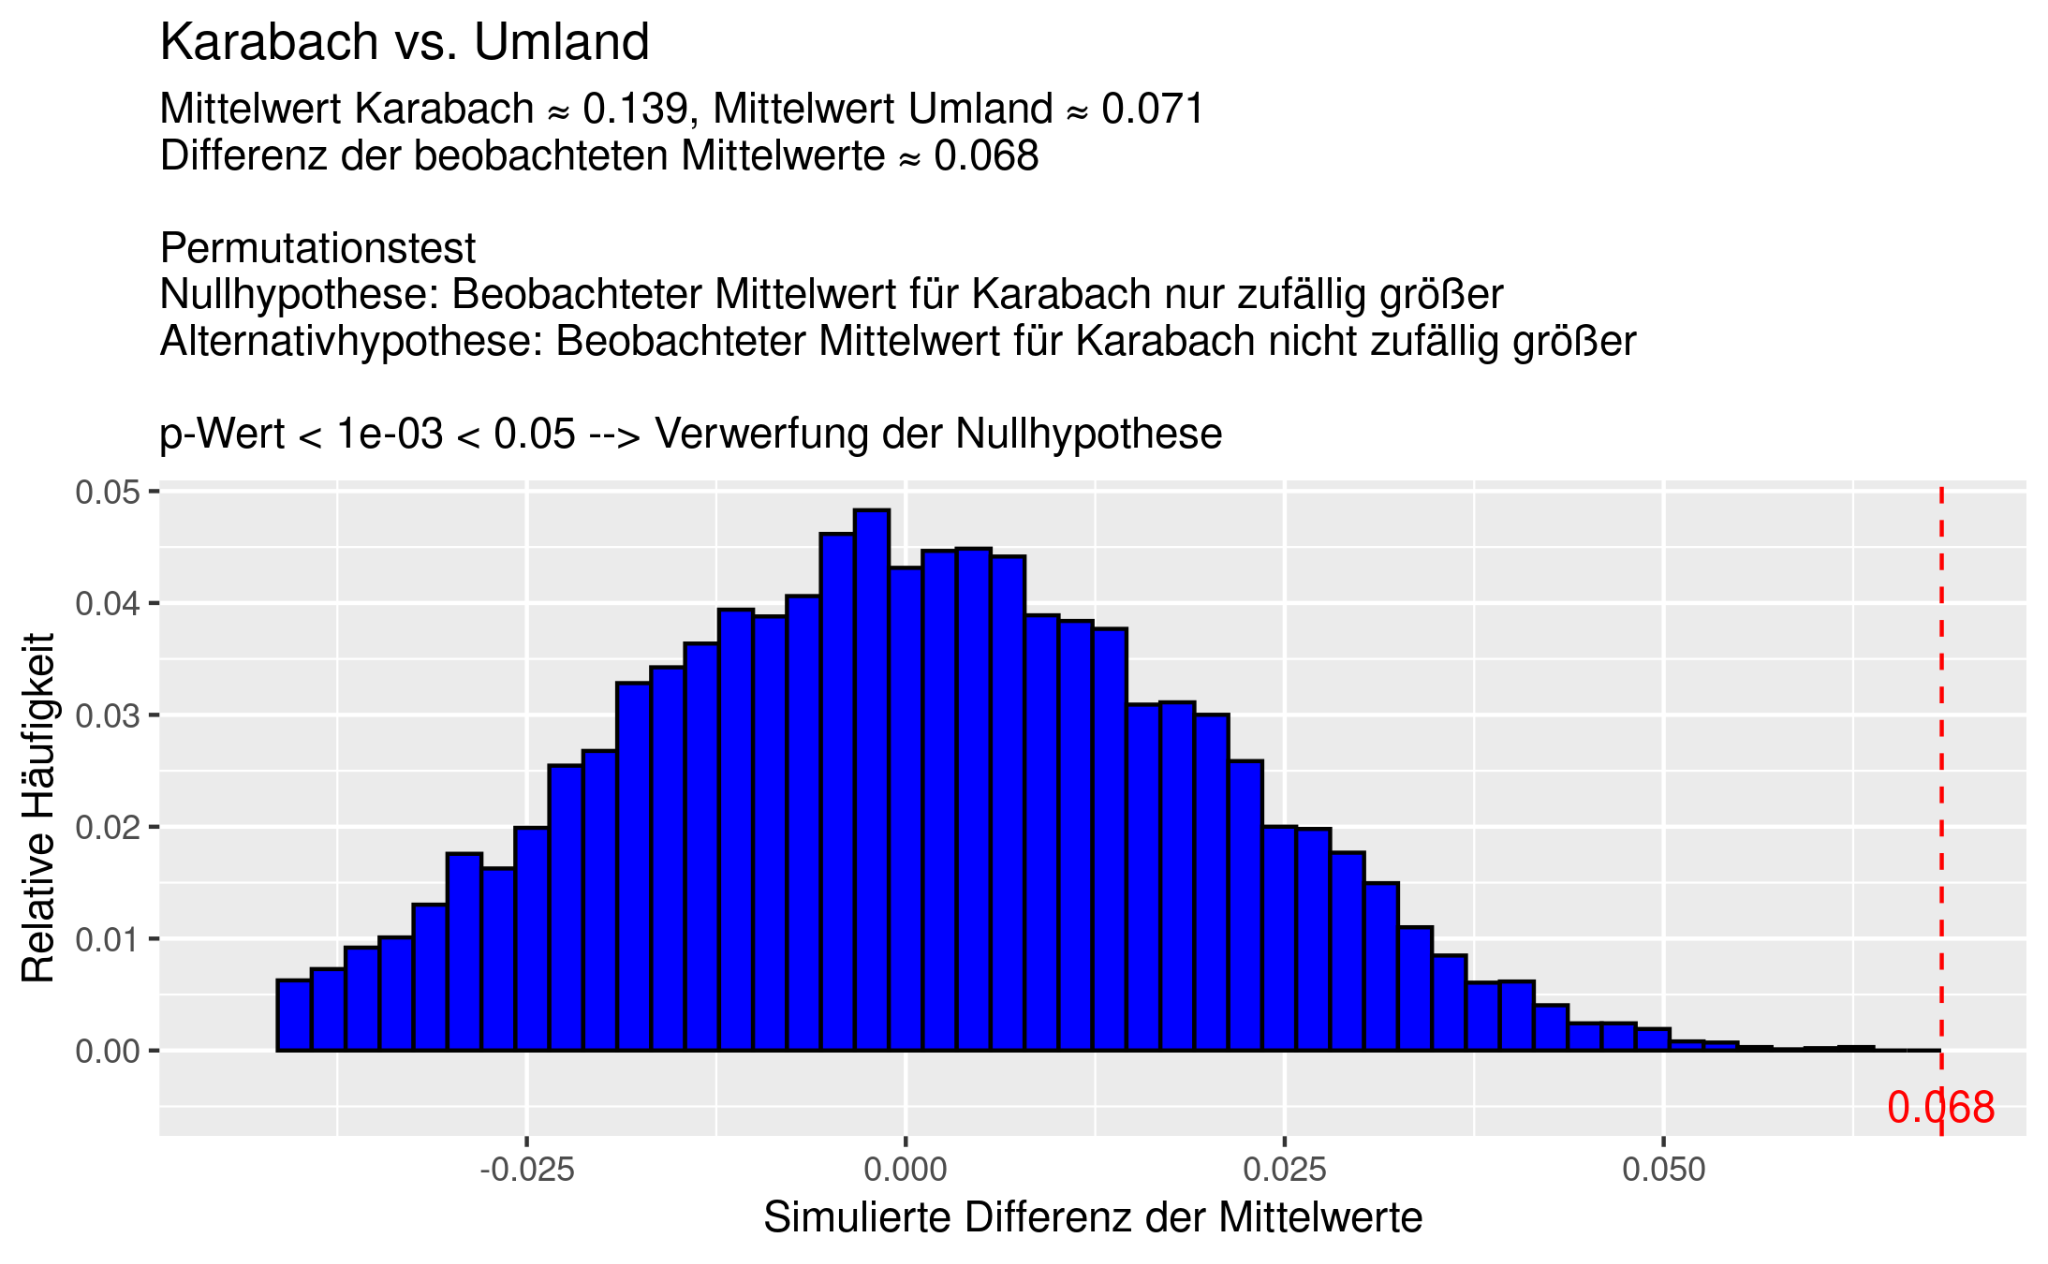 Karabach vs. Umland
Mittelwert Karabach ≈ 0.139, Mittelwert Umland ≈ 0.071
Differenz der beobachteten Mittelwerte ≈ 0.068
Permutationstest
Nullhypothese: Beobachteter Mittelwert für Karabach nur zufällig größer
Alternativhypothese: Beobachteter Mittelwert für Karabach nicht zufällig größer
p-Wert < 1e-03 < 0.05 --> Verwerfung der Nullhypothese
0.05
0.04
0.03
0.02
0.01
0.00
Relative Häufigkeit
0.068
-0.025
0.000
0.025
0.050
Simulierte Differenz der Mittelwerte